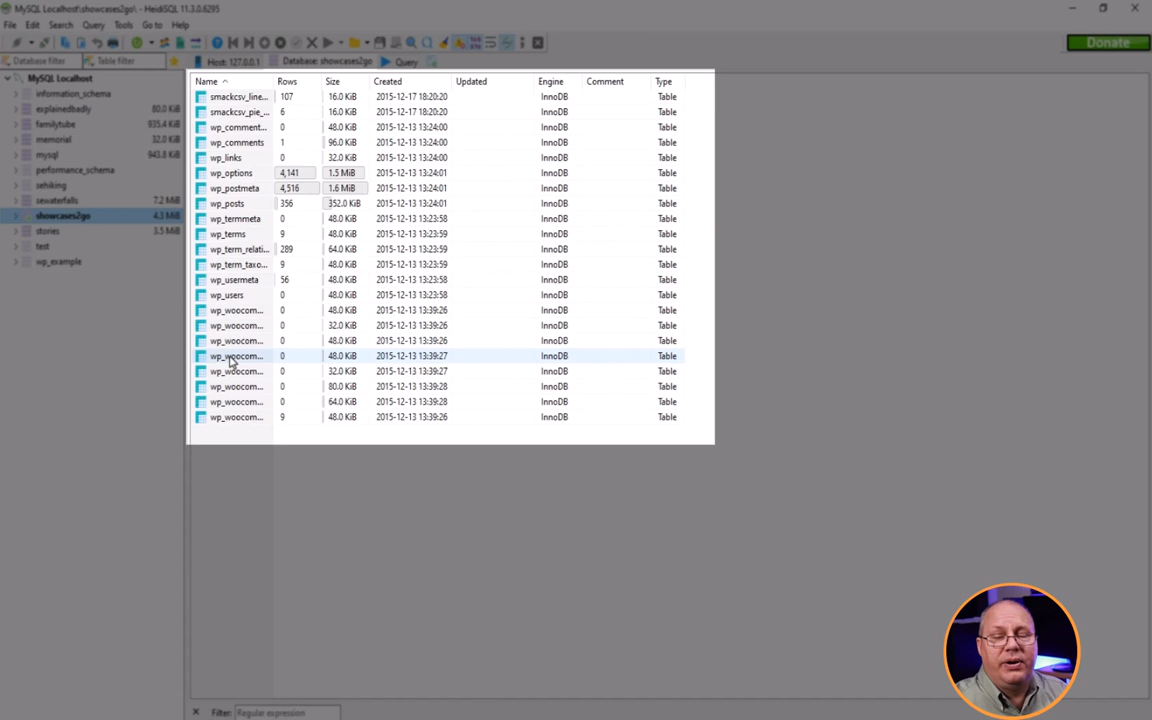 MySQL Localhost\showcases2go\ - HeidiSQL 11.3.0.6295
File Edit Search Query Tools Go to Help
Donate
Database filter Table filter Host: 127.0.0.1 Database: showcases2go Query
MySQL Localhost
information_schema
explainedbadly 80.0 KiB
familytube 935.4 KiB
memorial 32.0 KiB
mysql 943.8 KiB
performance_schema
sehiking
sewaterfalls 7.2 MiB
showcases2go 4.3 MiB
stories 3.5 MiB
test
wp_example
Name Rows Size Created Updated Engine Comment Type
smackcsv_line... 107 16.0 KiB 2015-12-17 18:20:20 InnoDB Table
smackcsv_pie_... 6 16.0 KiB 2015-12-17 18:20:20 InnoDB Table
wp_comment... 0 48.0 KiB 2015-12-13 13:24:00 InnoDB Table
wp_comments 1 96.0 KiB 2015-12-13 13:24:00 InnoDB Table
wp_links 0 32.0 KiB 2015-12-13 13:24:00 InnoDB Table
wp_options 4,141 1.5 MiB 2015-12-13 13:24:01 InnoDB Table
wp_postmeta 4,516 1.6 MiB 2015-12-13 13:24:01 InnoDB Table
wp_posts 356 352.0 KiB 2015-12-13 13:24:01 InnoDB Table
wp_termmeta 0 48.0 KiB 2015-12-13 13:23:58 InnoDB Table
wp_terms 9 48.0 KiB 2015-12-13 13:23:59 InnoDB Table
wp_term_relati... 289 64.0 KiB 2015-12-13 13:23:59 InnoDB Table
wp_term_taxo... 9 48.0 KiB 2015-12-13 13:23:59 InnoDB Table
wp_usermeta 56 48.0 KiB 2015-12-13 13:23:58 InnoDB Table
wp_users 0 48.0 KiB 2015-12-13 13:23:58 InnoDB Table
wp_woocom... 0 48.0 KiB 2015-12-13 13:39:26 InnoDB Table
wp_woocom... 0 32.0 KiB 2015-12-13 13:39:26 InnoDB Table
wp_woocom... 0 48.0 KiB 2015-12-13 13:39:26 InnoDB Table
wp_woocom... 0 48.0 KiB 2015-12-13 13:39:27 InnoDB Table
wp_woocom... 0 32.0 KiB 2015-12-13 13:39:27 InnoDB Table
wp_woocom... 0 80.0 KiB 2015-12-13 13:39:28 InnoDB Table
wp_woocom... 0 64.0 KiB 2015-12-13 13:39:28 InnoDB Table
wp_woocom... 9 48.0 KiB 2015-12-13 13:39:26 InnoDB Table
Filter: Regular expression